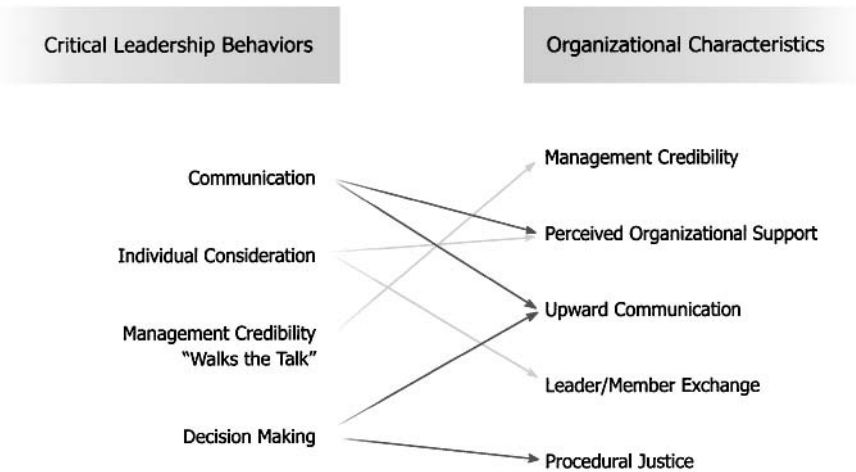 Critical Leadership Behaviors
Organizational Characteristics
Communication
Individual Consideration
Management Credibility
“Walks the Talk”
Decision Making
Management Credibility
Perceived Organizational Support
Upward Communication
Leader/Member Exchange
Procedural Justice